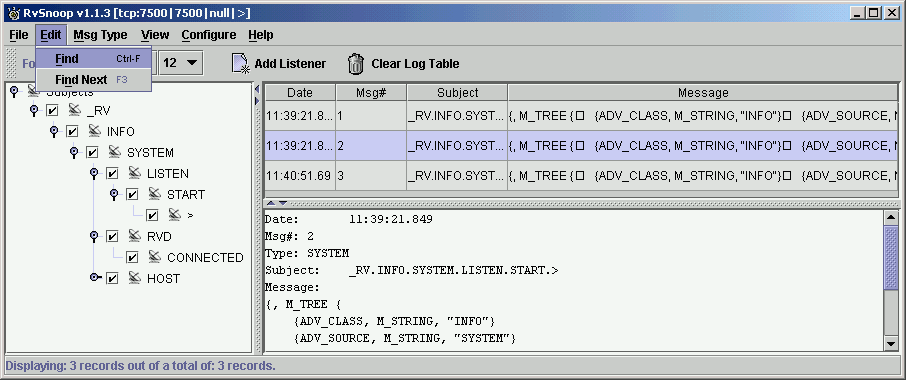 RvSnoop v1.1.3 [tcp:7500|7500|null|>]
File Edit Msg Type View Configure Help
Find Ctrl-F
Find Next F3
Fo 12 Add Listener Clear Log Table
Subjects
_RV
INFO
SYSTEM
LISTEN
START
>
RVD
CONNECTED
HOST
Date Msg# Subject Message
11:39:21.8... 1 _RV.INFO.SYST... {, M_TREE {□ {ADV_CLASS, M_STRING, "INFO"}□ {ADV_SOURCE, M
11:39:21.8... 2 _RV.INFO.SYST... {, M_TREE {□ {ADV_CLASS, M_STRING, "INFO"}□ {ADV_SOURCE, M
11:40:51.69 3 _RV.INFO.SYST... {, M_TREE {□ {ADV_CLASS, M_STRING, "INFO"}□ {ADV_SOURCE, M
Date: 11:39:21.849
Msg#: 2
Type: SYSTEM
Subject: _RV.INFO.SYSTEM.LISTEN.START.>
Message:
{, M_TREE {
{ADV_CLASS, M_STRING, "INFO"}
{ADV_SOURCE, M_STRING, "SYSTEM"}
Displaying: 3 records out of a total of: 3 records.